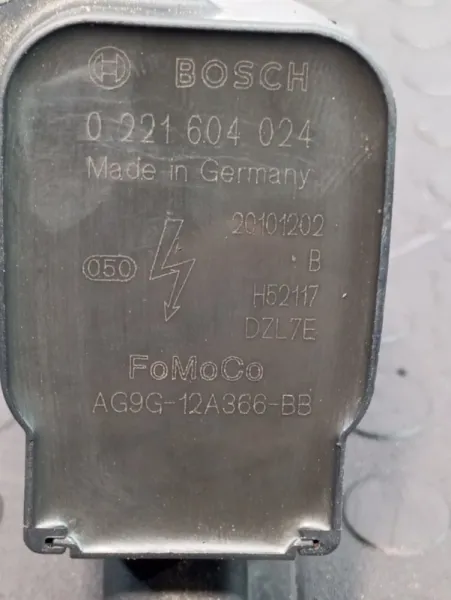 BOSCH
0 221 604 024
Made in Germany
20101202
B
050
H52117
DZL7E
FoMoCo
AG9G-12A366-BB